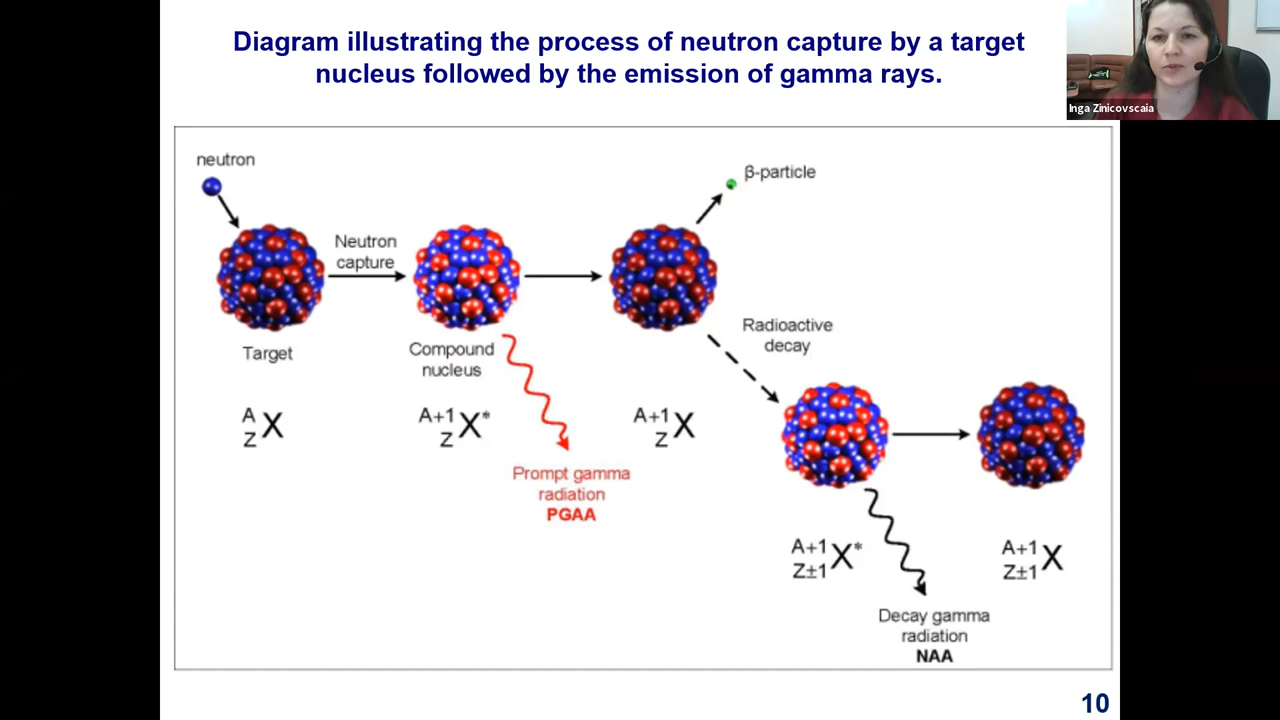 Diagram illustrating the process of neutron capture by a target
nucleus followed by the emission of gamma rays.
Inga Zinicovscaia
neutron
β-particle
Neutron
capture
Radioactive
decay
Target
Compound
nucleus
A
Z X
A+1
Z X*
A+1
Z X
Prompt gamma
radiation
PGAA
A+1
Z±1 X*
A+1
Z±1 X
Decay gamma
radiation
NAA
10